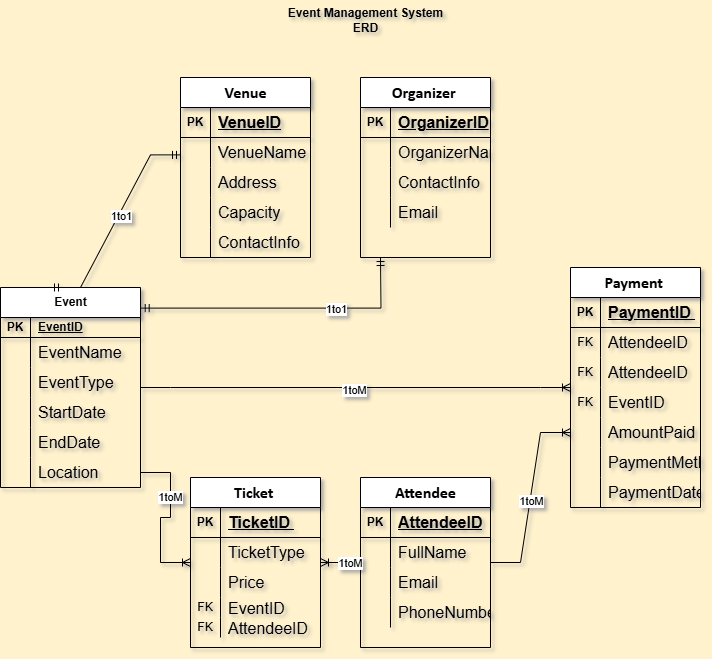 Event Management System
ERD
Venue
PK VenueID
VenueName
Address
Capacity
ContactInfo
Organizer
PK OrganizerID
OrganizerNa
ContactInfo
Email
1to1
1to1
Event
PK EventID
EventName
EventType
StartDate
EndDate
Location
Payment
PK PaymentID
FK AttendeeID
FK AttendeeID
FK EventID
AmountPaid
PaymentMet
PaymentDate
1toM
1toM
1toM
1toM
Ticket
PK TicketID
TicketType
Price
FK EventID
FK AttendeeID
Attendee
PK AttendeeID
FullName
Email
PhoneNumbe